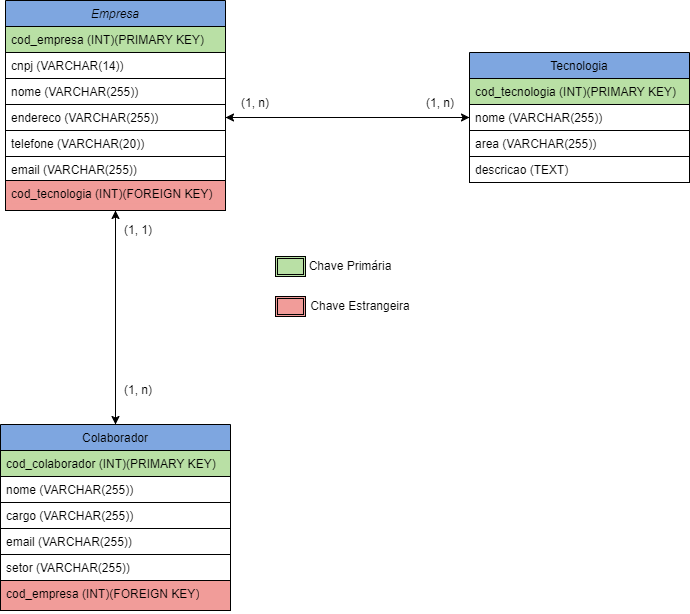 Empresa
cod_empresa (INT)(PRIMARY KEY)
cnpj (VARCHAR(14))
nome (VARCHAR(255))
endereco (VARCHAR(255))
telefone (VARCHAR(20))
email (VARCHAR(255))
cod_tecnologia (INT)(FOREIGN KEY)
(1, n)
(1, n)
Tecnologia
cod_tecnologia (INT)(PRIMARY KEY)
nome (VARCHAR(255))
area (VARCHAR(255))
descricao (TEXT)
(1, 1)
Chave Primária
Chave Estrangeira
(1, n)
Colaborador
cod_colaborador (INT)(PRIMARY KEY)
nome (VARCHAR(255))
cargo (VARCHAR(255))
email (VARCHAR(255))
setor (VARCHAR(255))
cod_empresa (INT)(FOREIGN KEY)